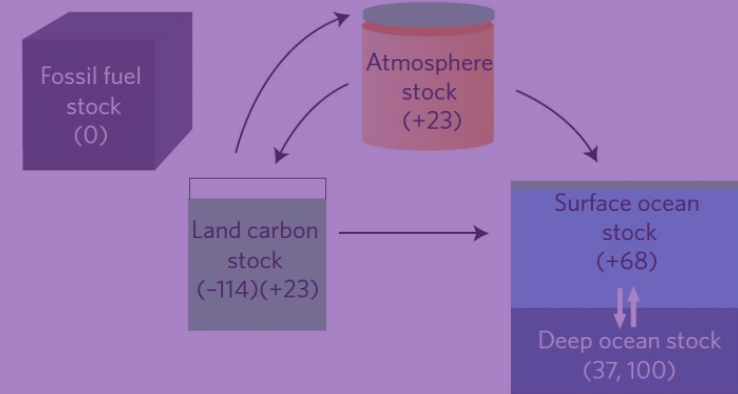 Fossil fuel
stock
(0)
Atmosphere
stock
(+23)
Land carbon
stock
(–114)(+23)
Surface ocean
stock
(+68)
Deep ocean stock
(37, 100)